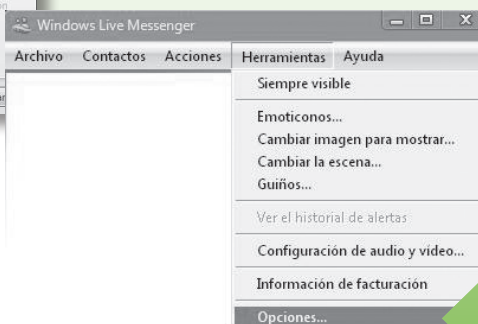 Windows Live Messenger
Archivo Contactos Acciones Herramientas Ayuda
Siempre visible
Emoticonos...
Cambiar imagen para mostrar...
Cambiar la escena...
Guiños...
Ver el historial de alertas
Configuración de audio y vídeo...
Información de facturación
Opciones...